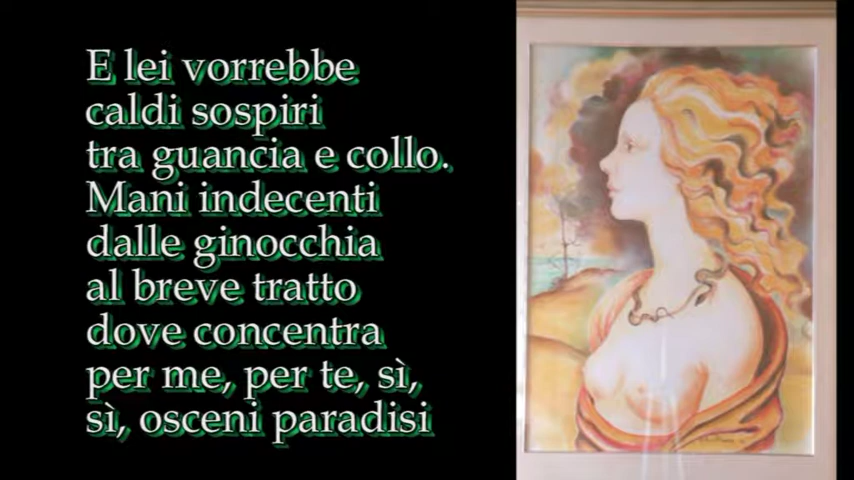 E lei vorrebbe
caldi sospiri
tra guancia e collo.
Mani indecenti
dalle ginocchia
al breve tratto
dove concentra
per me, per te, sì,
sì, osceni paradisi